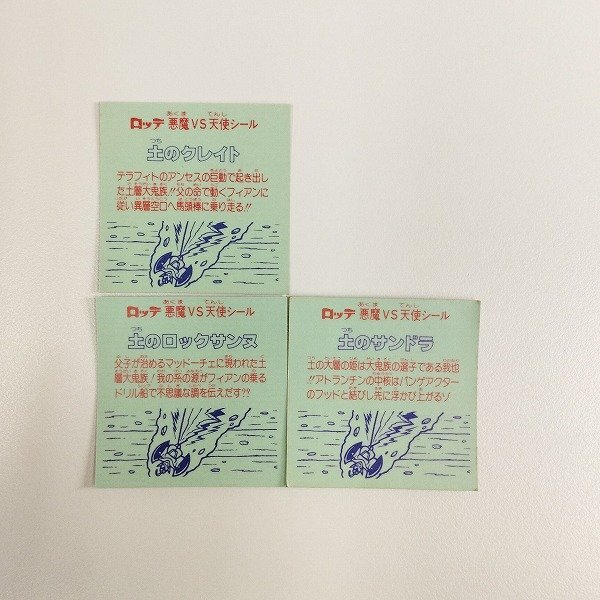 ロッテ 悪魔VS天使シール
土のクレイト
テラフィトのアンセスの巨動で起き出し
た土層大鬼族!!父の命で動くフィアンに
従い異層空口へ馬頭棒に乗り走る!!
ロッテ 悪魔VS天使シール
土のロックサンヌ
父子が治めるマッドーチェに現われた土
層大鬼族!我の糸の源がフィアンの乗る
ドリル船で不思議な調を伝えだす??
ロッテ 悪魔VS天使シール
土のサンドラ
土の大層の姫は大鬼族の選子である我也
!!アトランチンの中核はパンゲアクター
のフッドと結びし先に浮かび上がるゾ